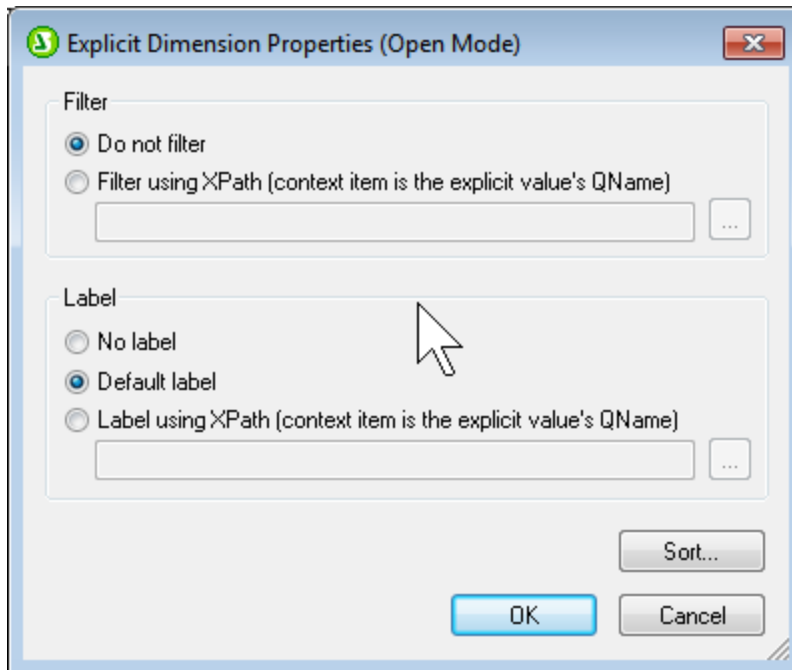 Explicit Dimension Properties (Open Mode)
Filter
Do not filter
Filter using XPath (context item is the explicit value's QName)
...
Label
No label
Default label
Label using XPath (context item is the explicit value's QName)
...
Sort...
OK Cancel